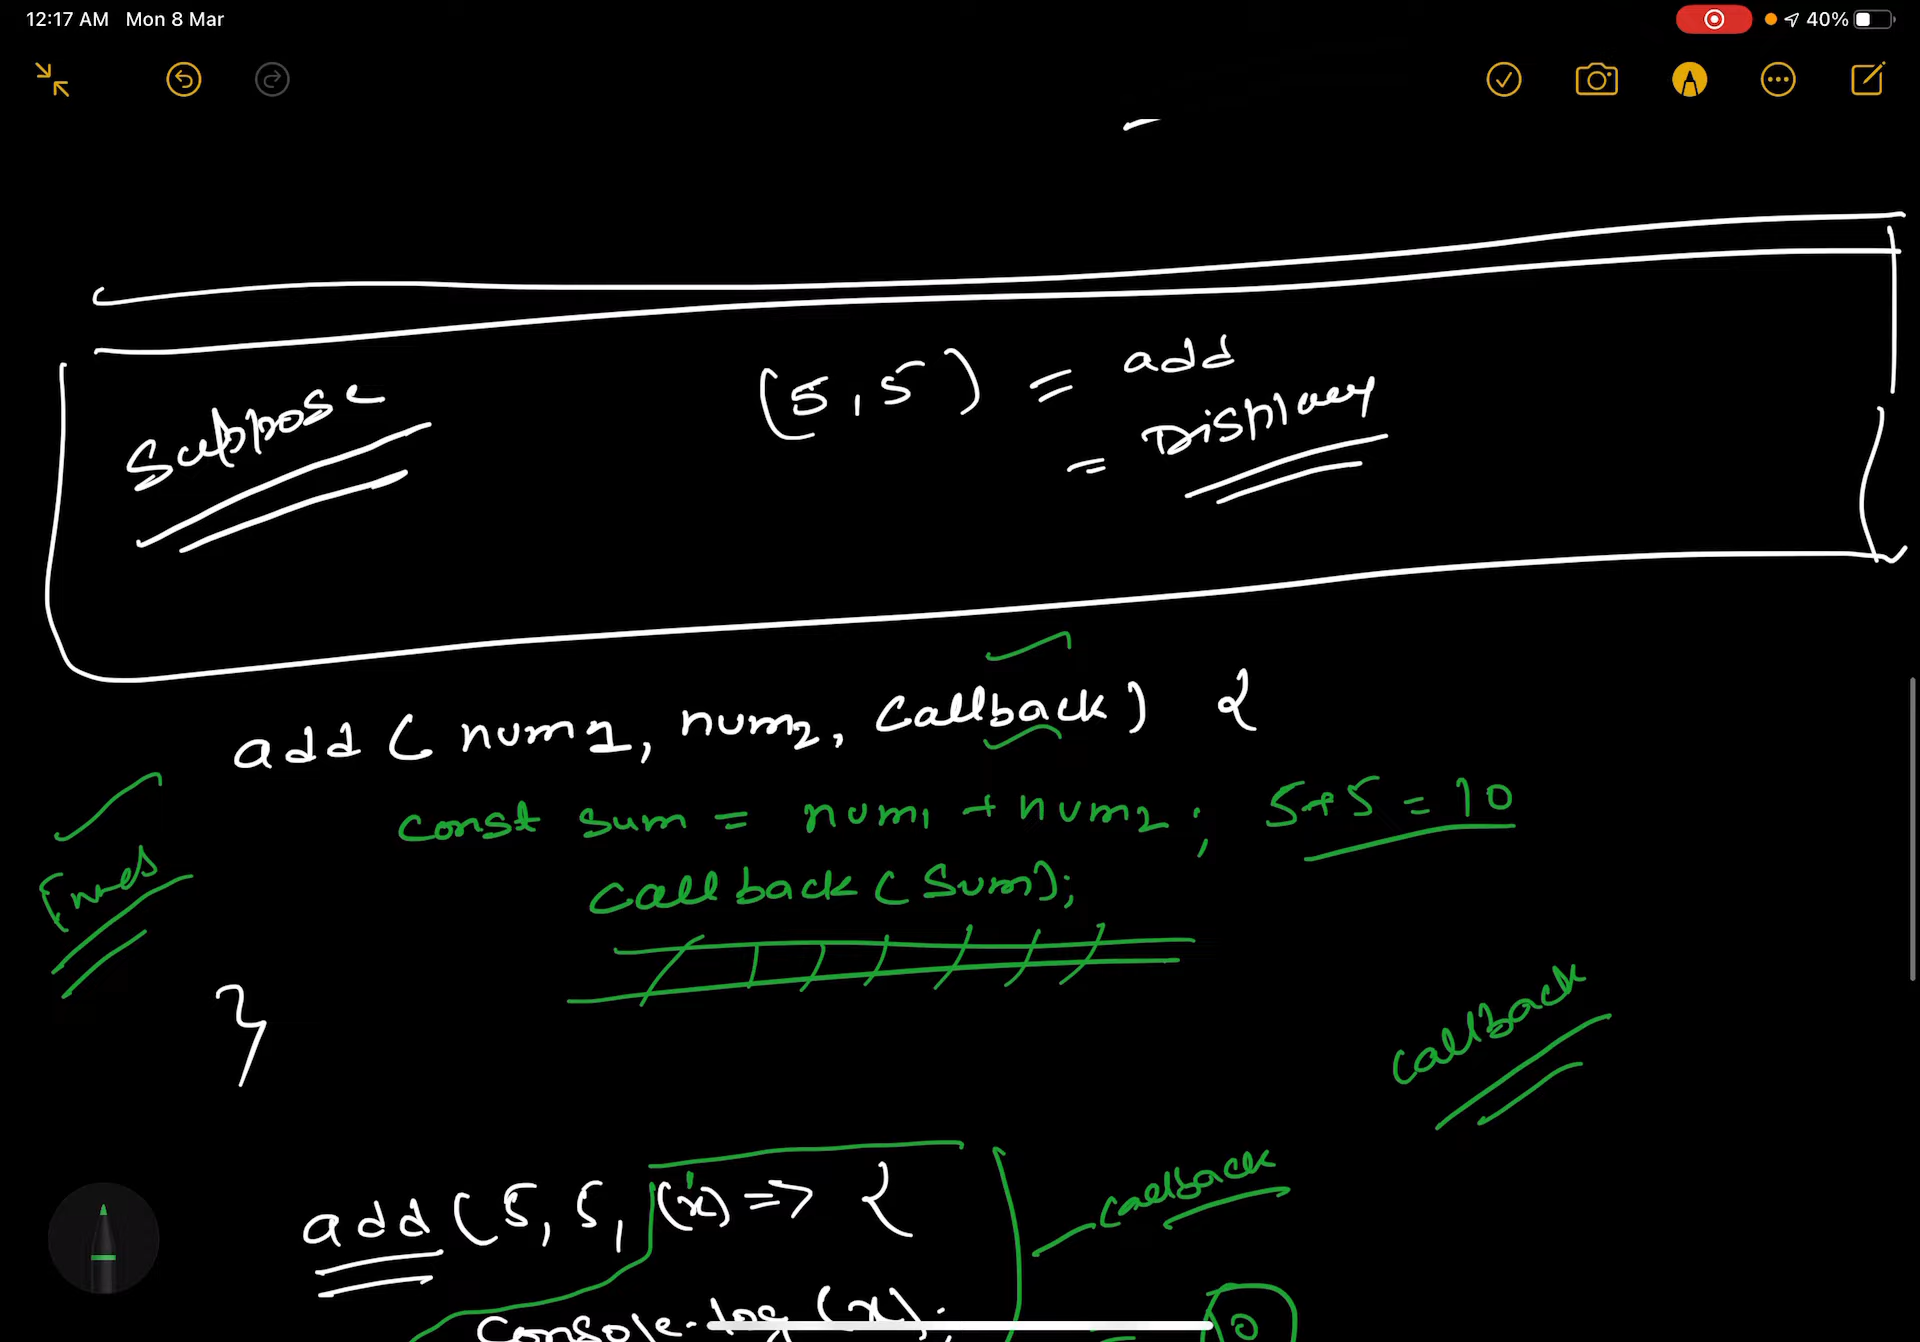 12:17 AM Mon 8 Mar
40%
Suppose
(5,5) = add
= Display
add ( num1, num2, callback) {
const sum = num1 + num2 ; 5+5 = 10
callback (sum);
}
callback
add (5, 5, (x) => {
callback
console.log (x);